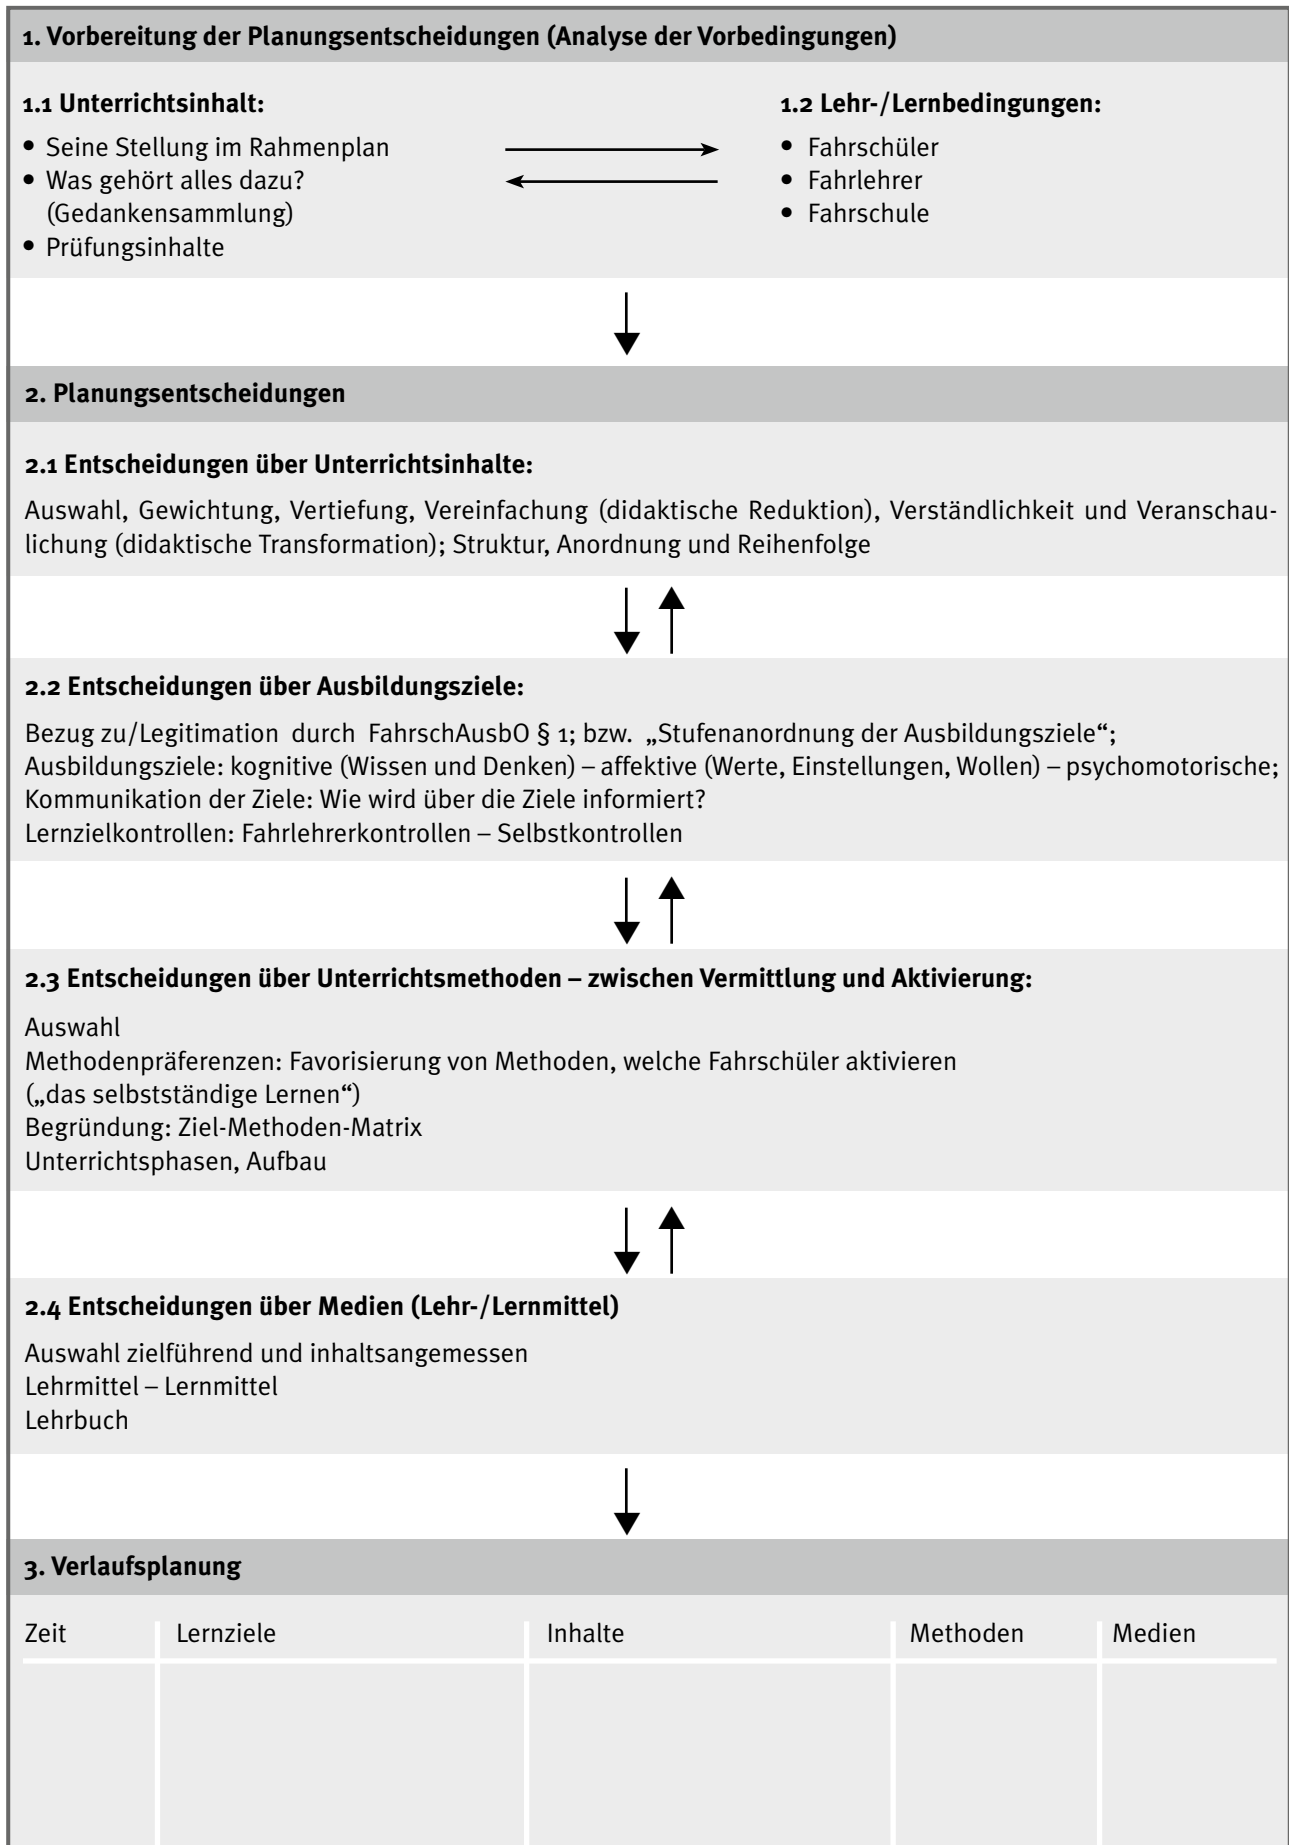 1. Vorbereitung der Planungsentscheidungen (Analyse der Vorbedingungen)
1.1 Unterrichtsinhalt:
• Seine Stellung im Rahmenplan
• Was gehört alles dazu?
(Gedankensammlung)
• Prüfungsinhalte
1.2 Lehr-/Lernbedingungen:
• Fahrschüler
• Fahrlehrer
• Fahrschule
2. Planungsentscheidungen
2.1 Entscheidungen über Unterrichtsinhalte:
Auswahl, Gewichtung, Vertiefung, Vereinfachung (didaktische Reduktion), Verständlichkeit und Veranschau-
lichung (didaktische Transformation); Struktur, Anordnung und Reihenfolge
2.2 Entscheidungen über Ausbildungsziele:
Bezug zu/Legitimation durch FahrschAusbO § 1; bzw. „Stufenanordnung der Ausbildungsziele“;
Ausbildungsziele: kognitive (Wissen und Denken) – affektive (Werte, Einstellungen, Wollen) – psychomotorische;
Kommunikation der Ziele: Wie wird über die Ziele informiert?
Lernzielkontrollen: Fahrlehrerkontrollen – Selbstkontrollen
2.3 Entscheidungen über Unterrichtsmethoden – zwischen Vermittlung und Aktivierung:
Auswahl
Methodenpräferenzen: Favorisierung von Methoden, welche Fahrschüler aktivieren
(„das selbstständige Lernen“)
Begründung: Ziel-Methoden-Matrix
Unterrichtsphasen, Aufbau
2.4 Entscheidungen über Medien (Lehr-/Lernmittel)
Auswahl zielführend und inhaltsangemessen
Lehrmittel – Lernmittel
Lehrbuch
3. Verlaufsplanung
Zeit Lernziele Inhalte Methoden Medien